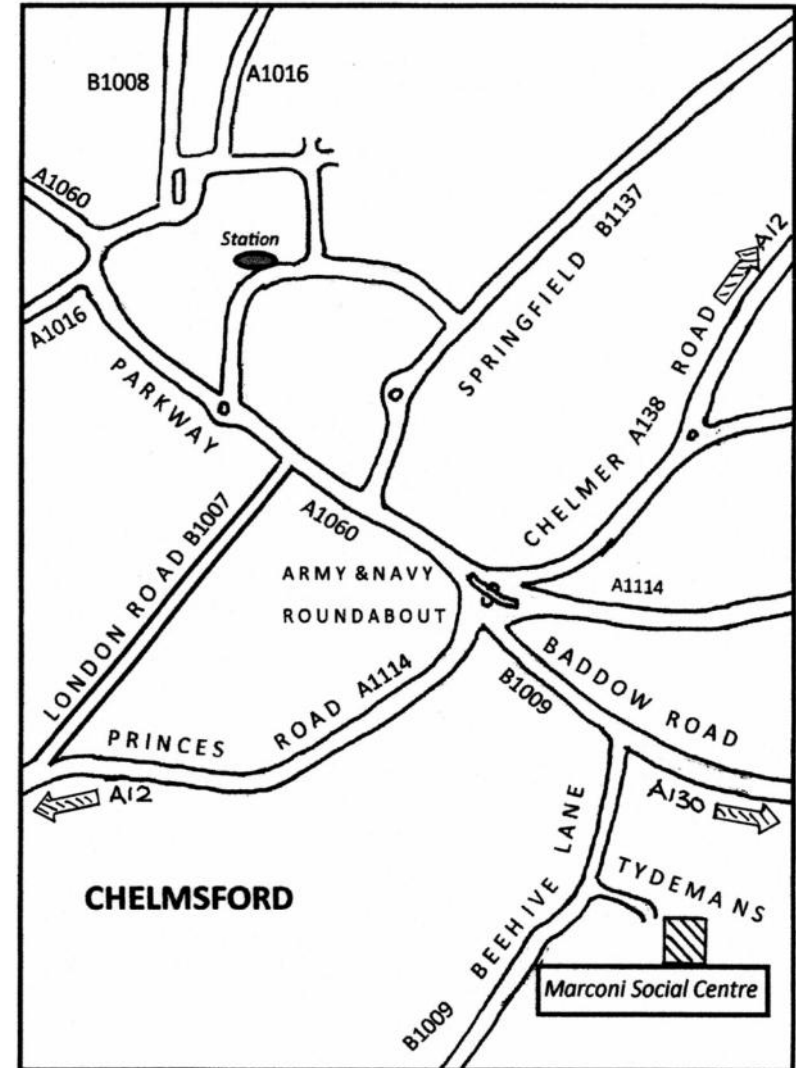 B1008
A1016
A1060
Station
SPRINGFIELD B1137
A12
A1016
PARKWAY
CHELMER A138 ROAD
LONDON ROAD B1007
A1060
ARMY & NAVY
ROUNDABOUT
A1114
PRINCES ROAD A1114
B1009
BADDOW ROAD
A12
A130
BEEHIVE LANE
TYDEMANS
CHELMSFORD
Marconi Social Centre
B1009